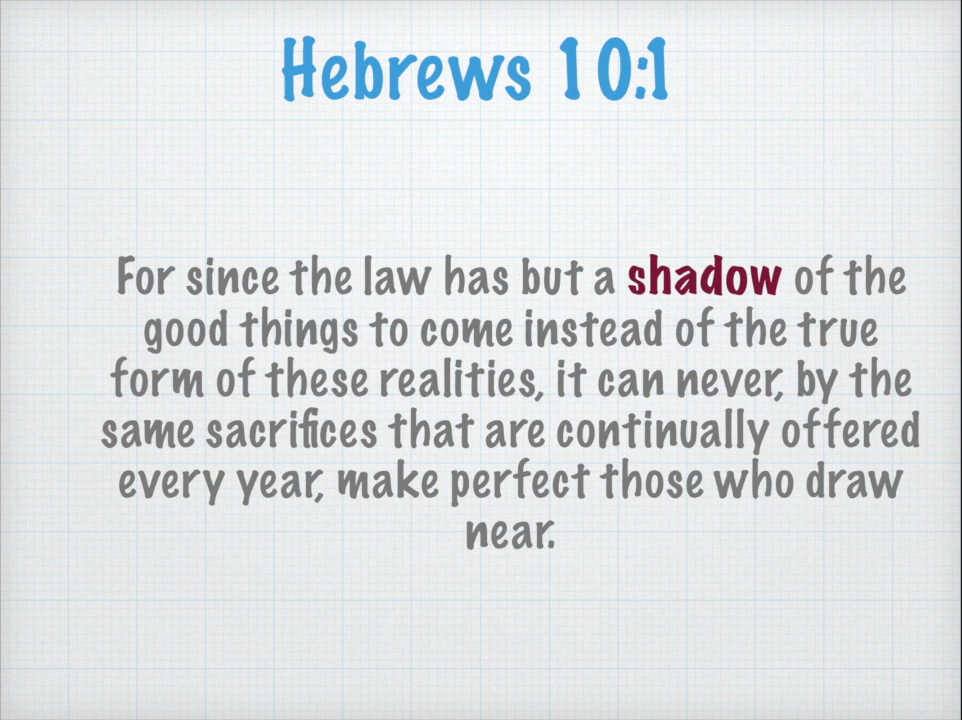 Hebrews 10:1
For since the law has but a shadow of the
good things to come instead of the true
form of these realities, it can never, by the
same sacrifices that are continually offered
every year, make perfect those who draw
near.